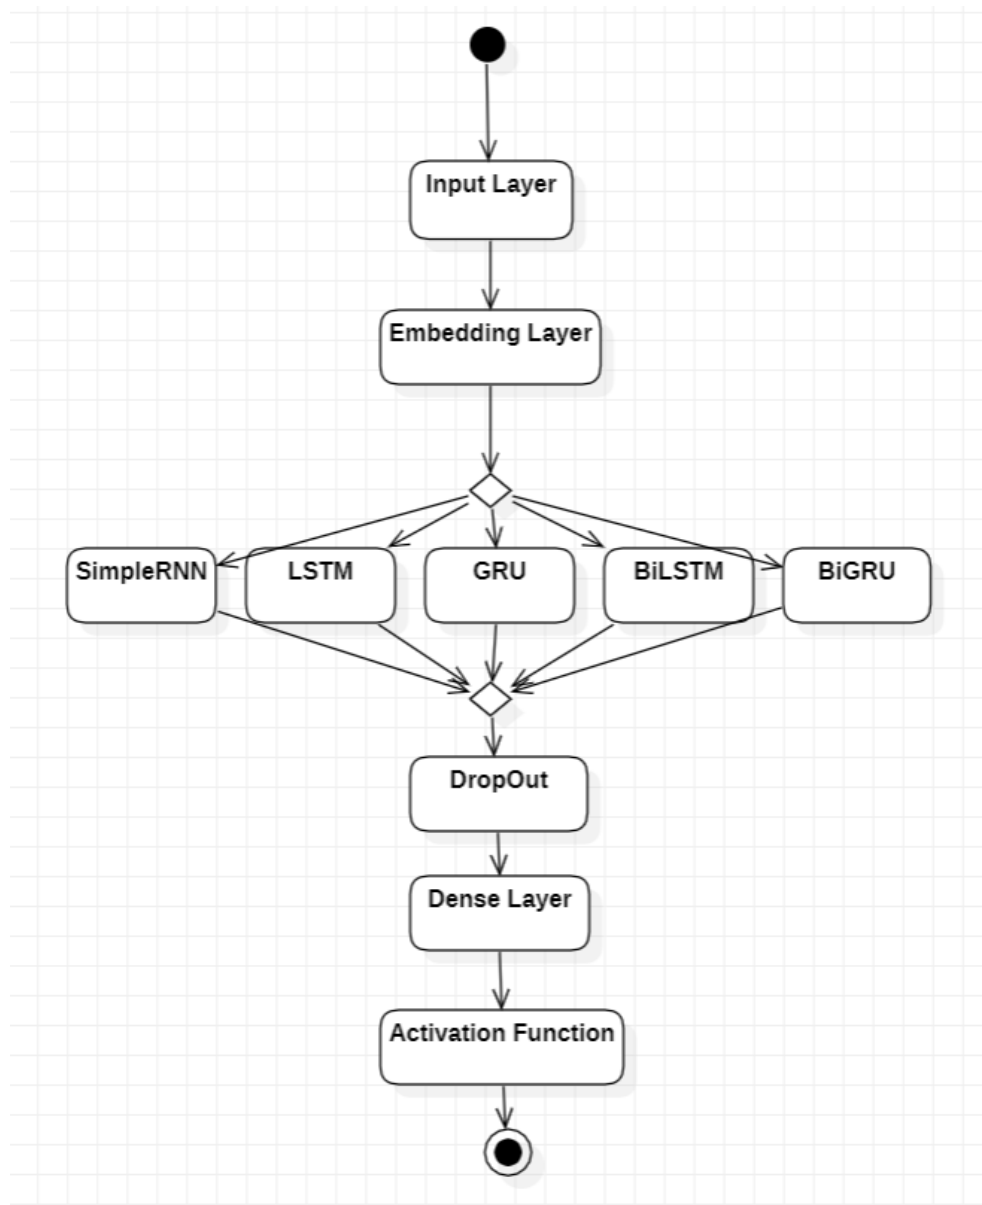 Input Layer
Embedding Layer
SimpleRNN
LSTM
GRU
BiLSTM
BiGRU
DropOut
Dense Layer
Activation Function